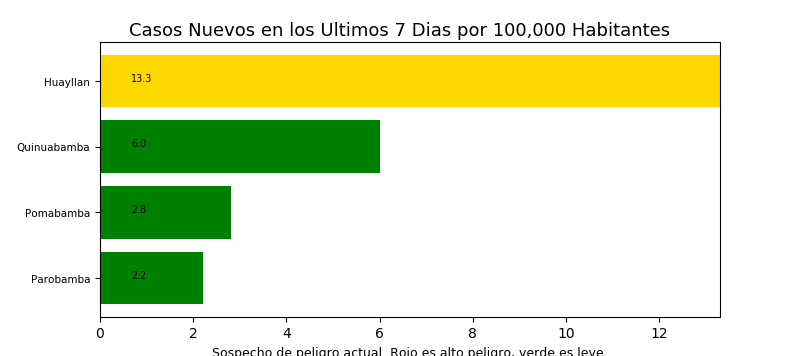 Casos Nuevos en los Ultimos 7 Dias por 100,000 Habitantes
Huayllan 13.3
Quinuabamba 6.0
Pomabamba 2.8
Parobamba 2.2
0 2 4 6 8 10 12
Sospecho de peligro actual. Rojo es alto peligro, verde es leve